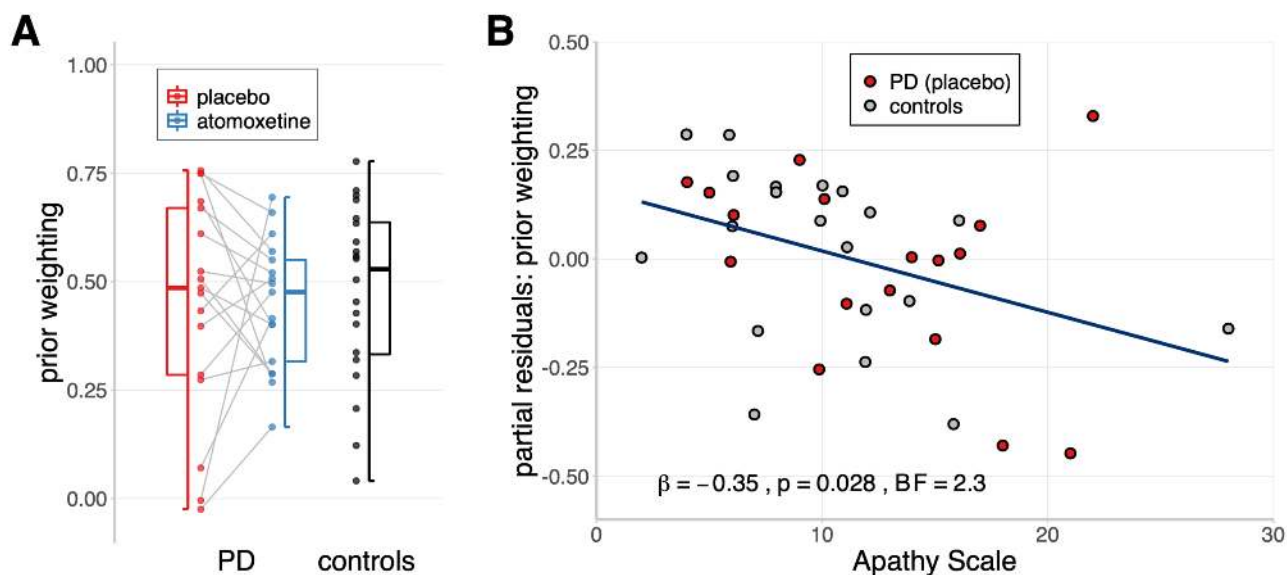 A
prior weighting
1.00
0.75
0.50
0.25
0.00
placebo
atomoxetine
PD
controls
B
partial residuals: prior weighting
0.50
0.25
0.00
-0.25
-0.50
PD (placebo)
controls
β = −0.35 , p = 0.028 , BF = 2.3
0
10
20
30
Apathy Scale